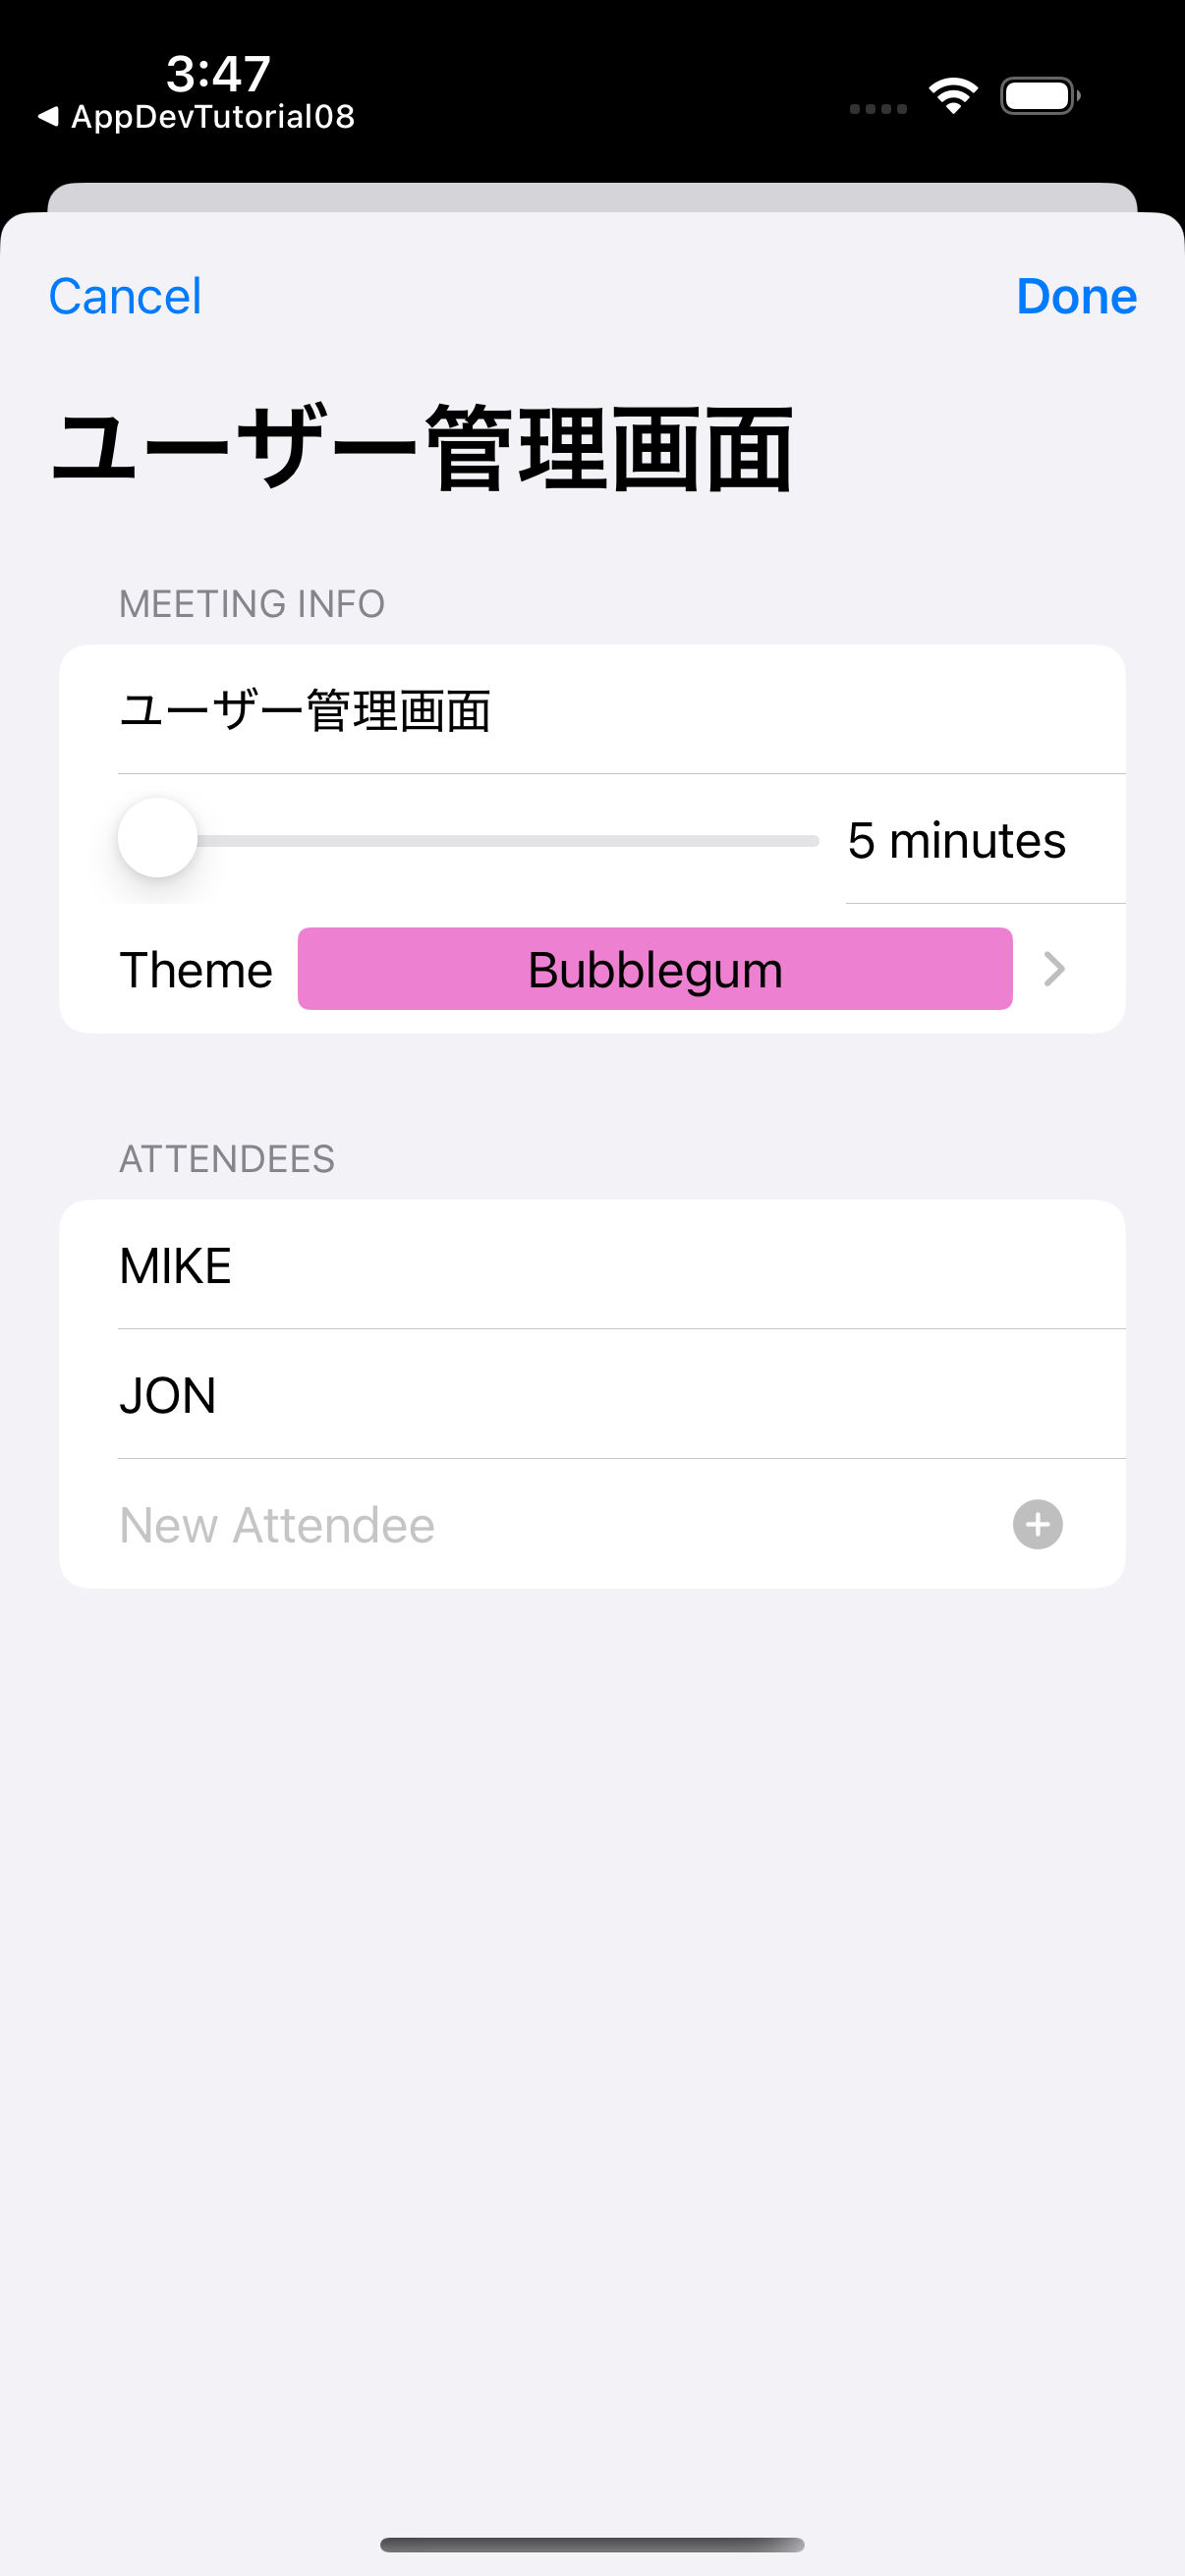 3:47
AppDevTutorial08
Cancel
Done
ユーザー管理画面
MEETING INFO
ユーザー管理画面
5 minutes
Theme
Bubblegum
ATTENDEES
MIKE
JON
New Attendee